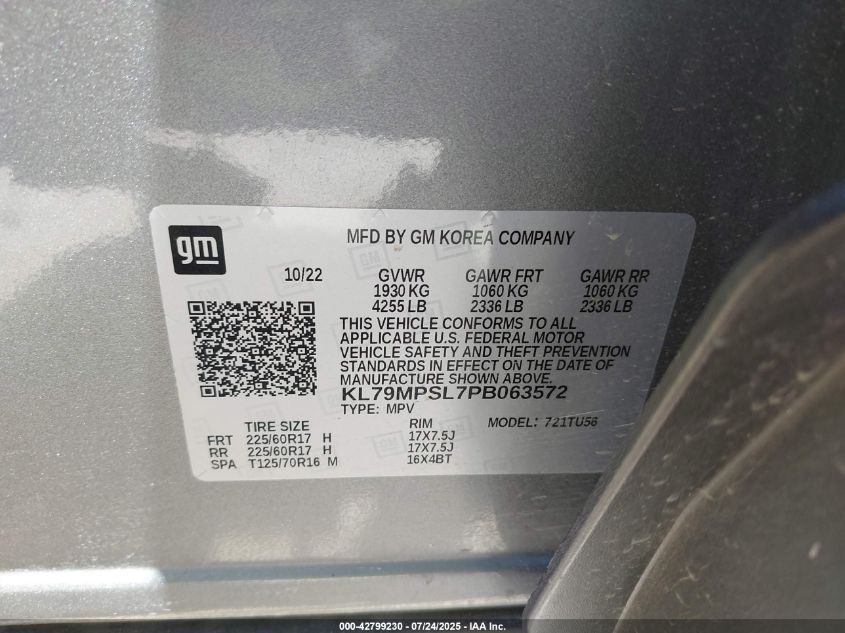 gm
MFD BY GM KOREA COMPANY
10/22 GVWR GAWR FRT GAWR RR
1930 KG 1060 KG 1060 KG
4255 LB 2336 LB 2336 LB
THIS VEHICLE CONFORMS TO ALL
APPLICABLE U.S. FEDERAL MOTOR
VEHICLE SAFETY AND THEFT PREVENTION
STANDARDS IN EFFECT ON THE DATE OF
MANUFACTURE SHOWN ABOVE.
KL79MPSL7PB063572
TYPE: MPV
TIRE SIZE RIM MODEL: 721TU56
FRT 225/60R17 H 17X7.5J
RR 225/60R17 H 17X7.5J
SPA T125/70R16 M 16X4BT
000-42799230 - 07/24/2025 - IAA Inc.